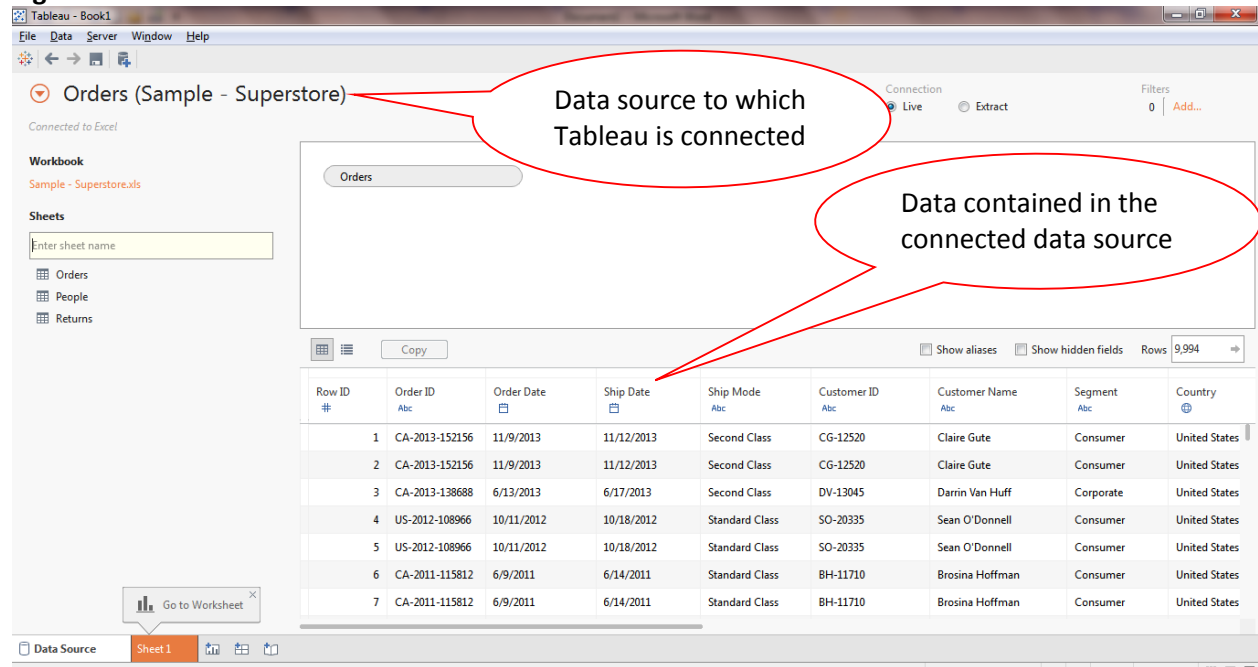 Tableau - Book1
File Data Server Window Help
Orders (Sample - Superstore)
Connected to Excel
Data source to which
Tableau is connected
Connection
Live Extract
Filters
0 Add...
Workbook
Sample - Superstore.xls
Sheets
Enter sheet name
Orders
People
Returns
Orders
Data contained in the
connected data source
Copy
Show aliases Show hidden fields Rows 9,994
Row ID Order ID Order Date Ship Date Ship Mode Customer ID Customer Name Segment Country
# Abc Abc Abc Abc Abc
1 CA-2013-152156 11/9/2013 11/12/2013 Second Class CG-12520 Claire Gute Consumer United States
2 CA-2013-152156 11/9/2013 11/12/2013 Second Class CG-12520 Claire Gute Consumer United States
3 CA-2013-138688 6/13/2013 6/17/2013 Second Class DV-13045 Darrin Van Huff Corporate United States
4 US-2012-108966 10/11/2012 10/18/2012 Standard Class SO-20335 Sean O'Donnell Consumer United States
5 US-2012-108966 10/11/2012 10/18/2012 Standard Class SO-20335 Sean O'Donnell Consumer United States
6 CA-2011-115812 6/9/2011 6/14/2011 Standard Class BH-11710 Brosina Hoffman Consumer United States
7 CA-2011-115812 6/9/2011 6/14/2011 Standard Class BH-11710 Brosina Hoffman Consumer United States
Go to Worksheet
Data Source Sheet 1